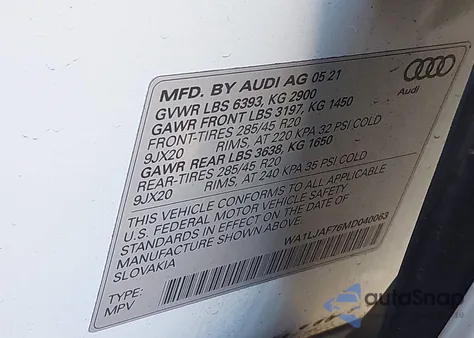 MFD. BY AUDI AG 05 21
GVWR LBS 6393, KG 2900
GAWR FRONT LBS 3197, KG 1450
FRONT-TIRES 285/45 R20
9JX20 RIMS, AT 220 KPA 32 PSI COLD
GAWR REAR LBS 3638, KG 1650
REAR-TIRES 285/45 R20
9JX20 RIMS, AT 240 KPA 35 PSI COLD
THIS VEHICLE CONFORMS TO ALL APPLICABLE
U.S. FEDERAL MOTOR VEHICLE SAFETY
STANDARDS IN EFFECT ON THE DATE OF
MANUFACTURE SHOWN ABOVE.
SLOVAKIA
WA1LJAF76MD040063
TYPE:
MPV
Audi
autoSnap